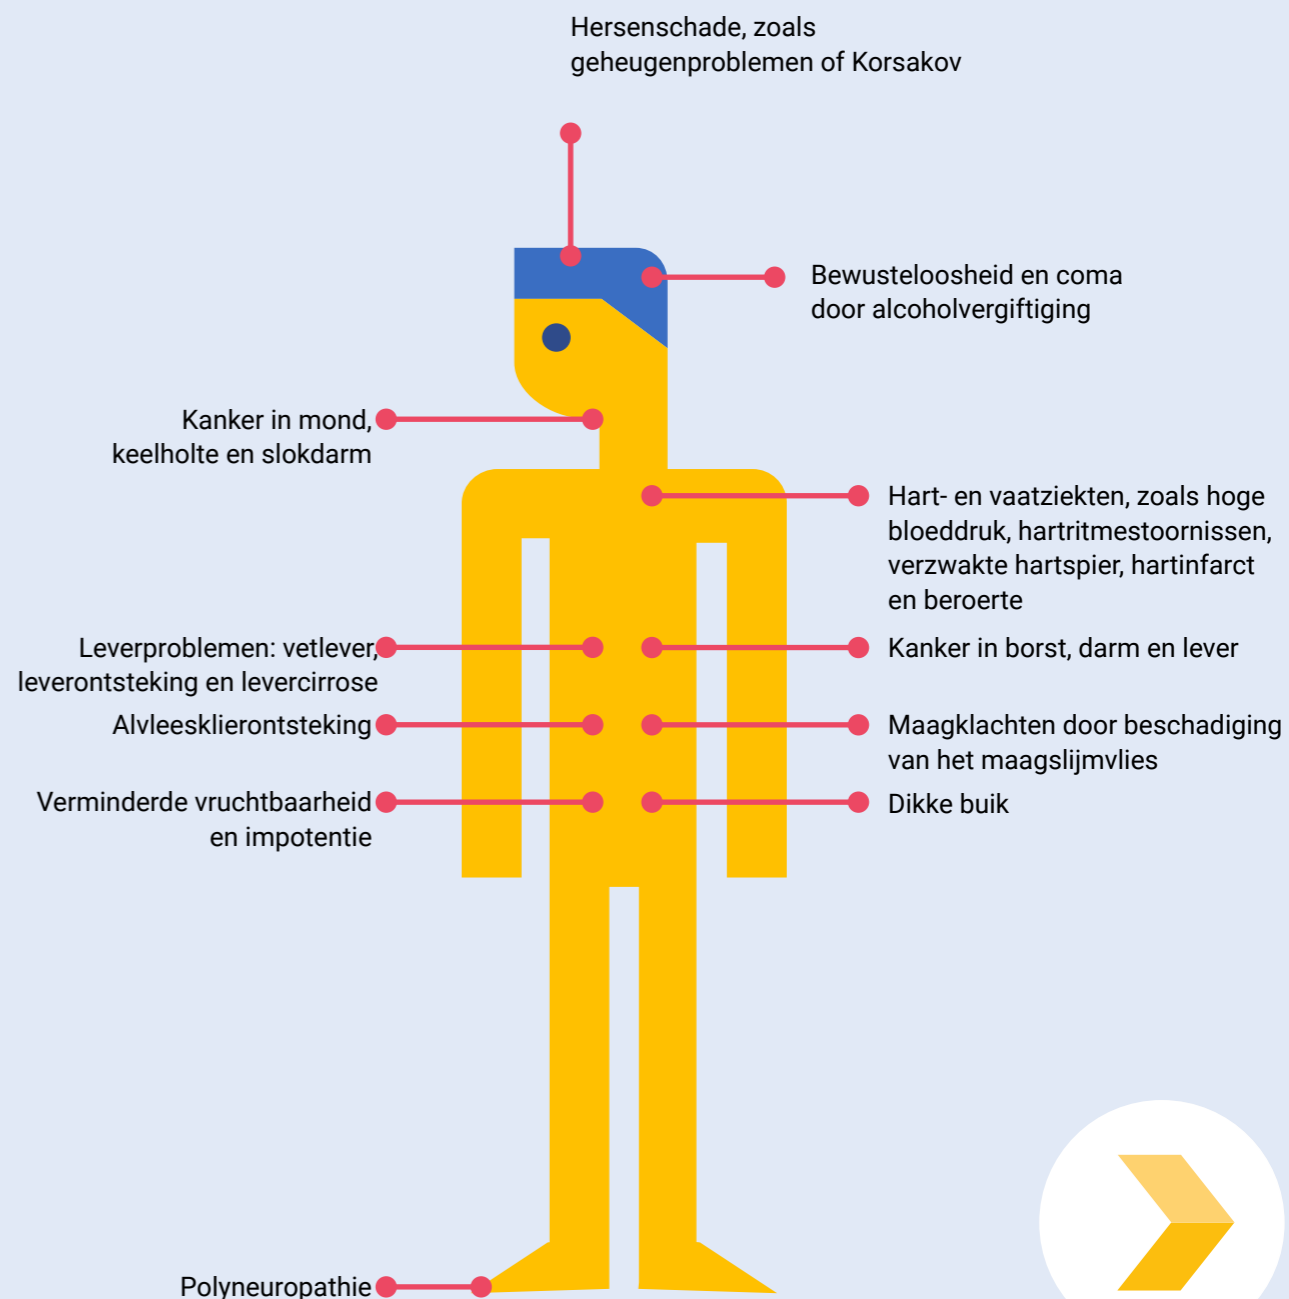 Hersenschade, zoals
geheugenproblemen of Korsakov
Bewusteloosheid en coma
door alcoholvergiftiging
Kanker in mond,
keelholte en slokdarm
Hart- en vaatziekten, zoals hoge
bloeddruk, hartritmestoornissen,
verzwakte hartspier, hartinfarct
en beroerte
Leverproblemen: vetlever,
leverontsteking en levercirrose
Kanker in borst, darm en lever
Alvleesklierontsteking
Maagklachten door beschadiging
van het maagslijmvlies
Verminderde vruchtbaarheid
en impotentie
Dikke buik
Polyneuropathie